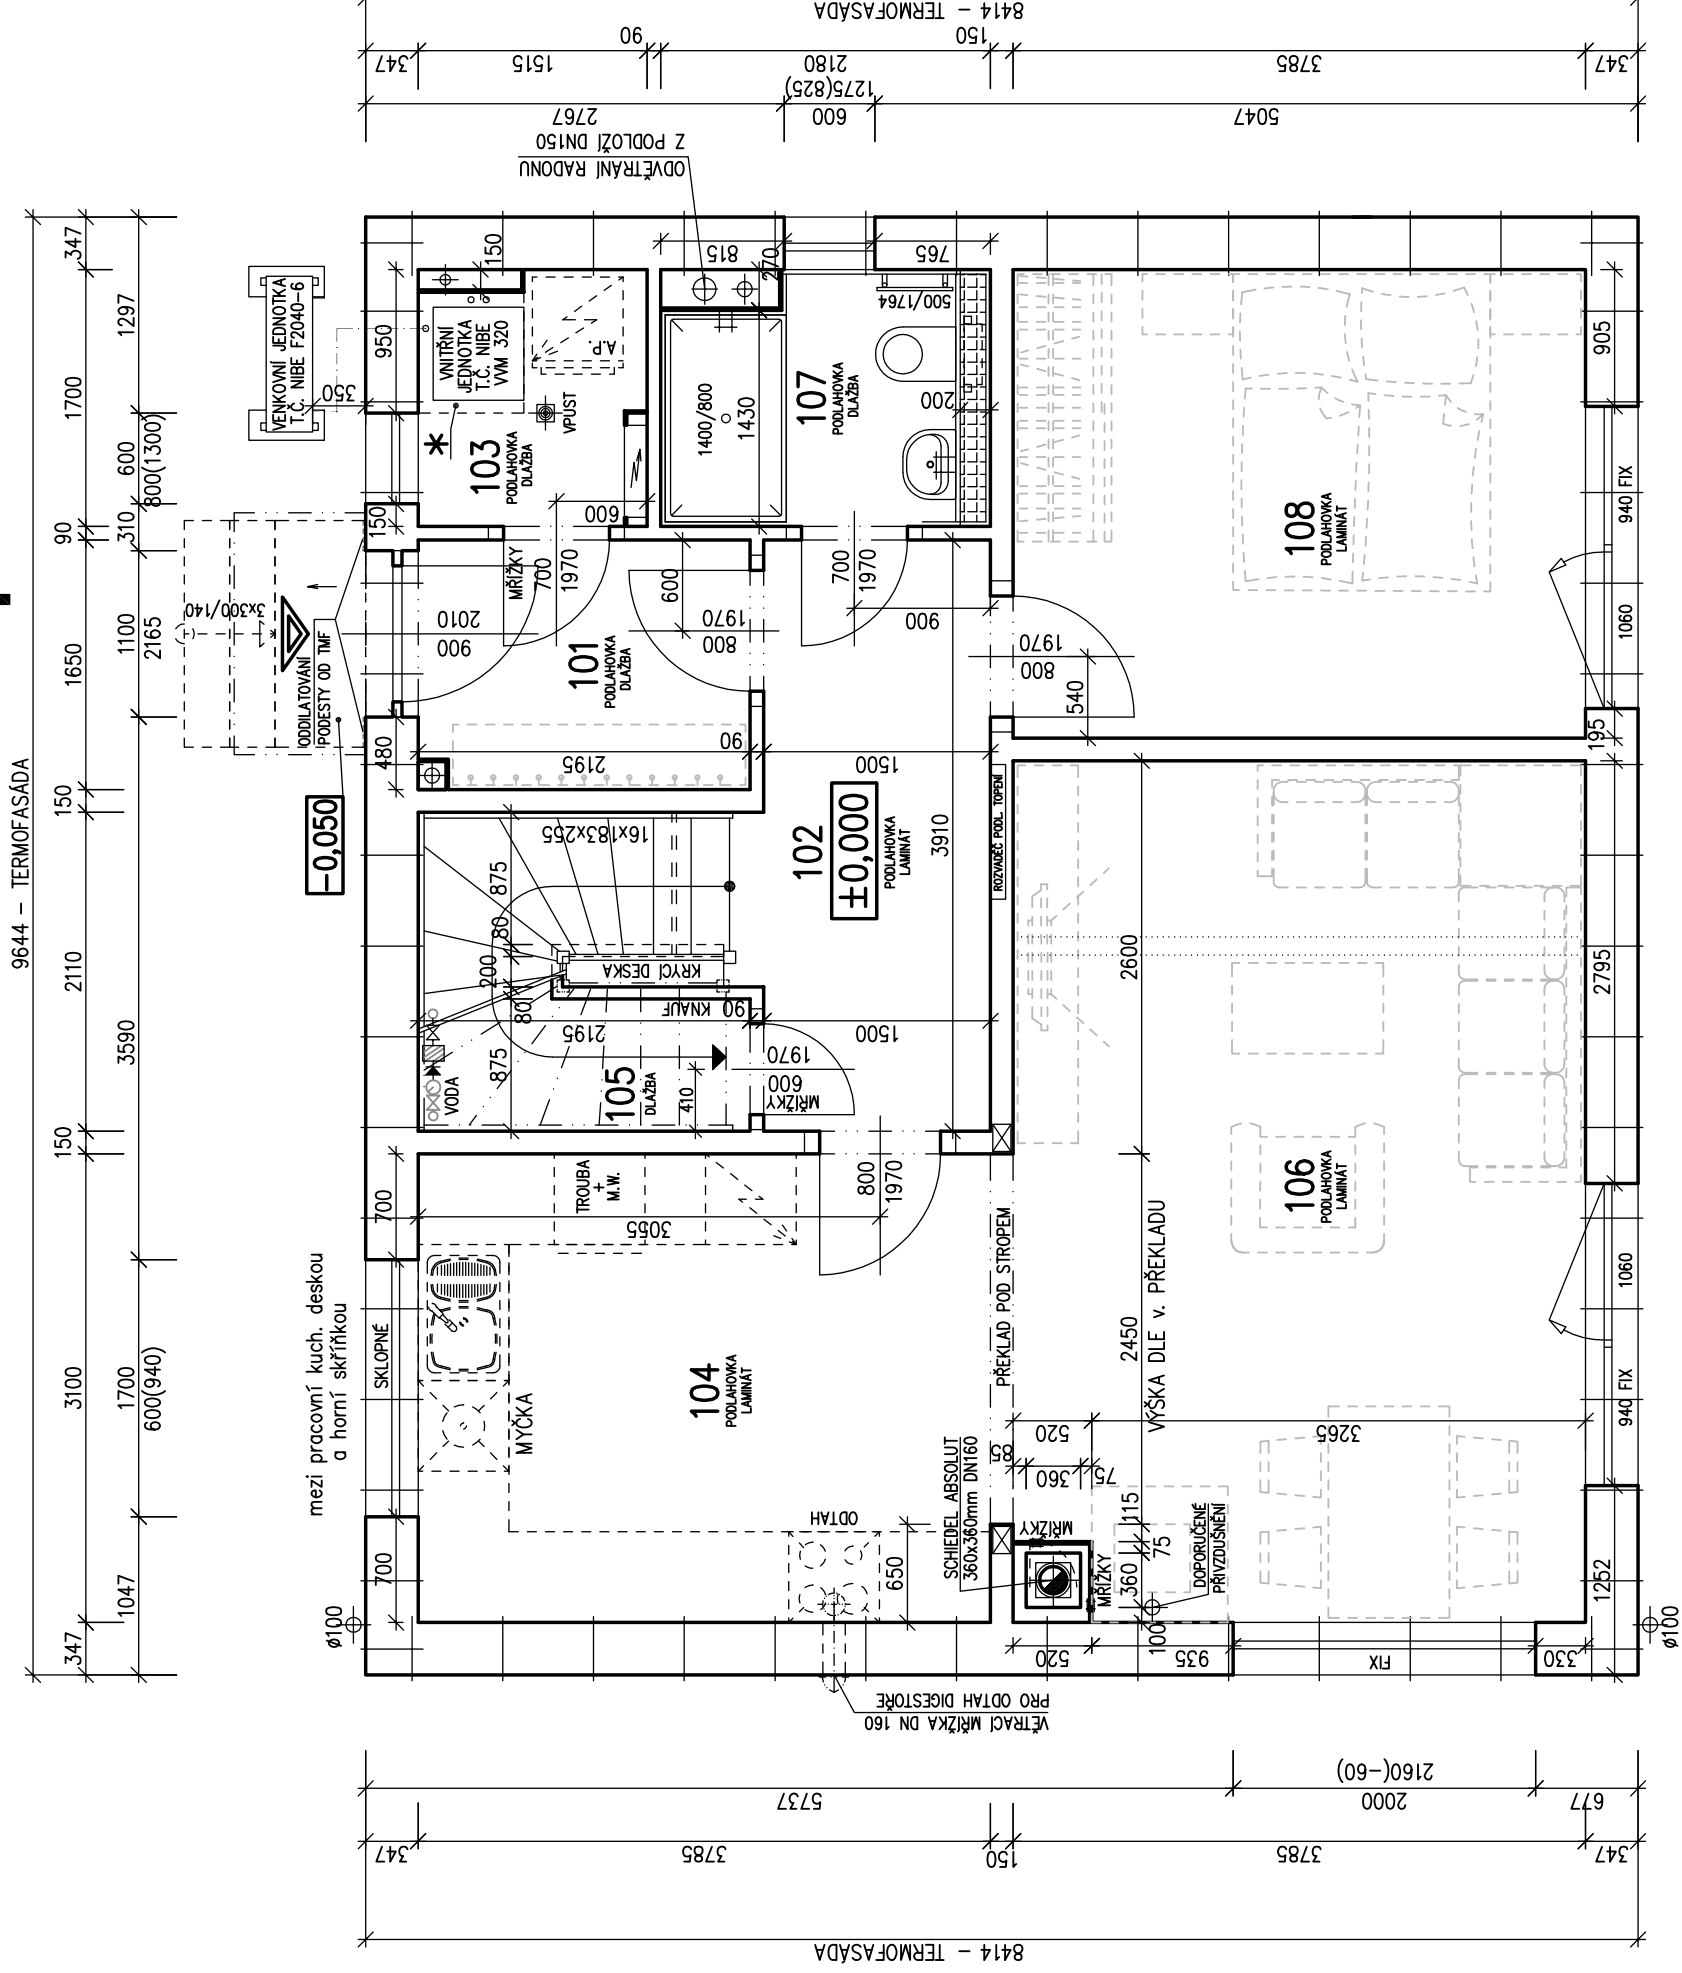 8414 – TERMOFASÁDA
347
1515
90
2180
150
3785
347
2767
600
1275(825)
5047
ODVĚTRÁNÍ RADONU
Z PODLOŽÍ DN150
9644 – TERMOFASÁDA
347
1700
90
1650
150
2110
150
3100
347
1297
600
800(1300)
310
1100
2165
3590
1700
600(940)
1047
VENKOVNÍ JEDNOTKA
T.Č. NIBE F2040-6
350
950
150
VNITŘNÍ
JEDNOTKA
T.Č. NIBE
VVM 320
A.P.
VPUST
*
103
PODLAHOVKA
DLAŽBA
150
600
815
270
765
500/1764
1400/800
1430
107
PODLAHOVKA
DLAŽBA
200
905
108
PODLAHOVKA
LAMINÁT
940 FIX
1060
195
3x300/140
ODDILATOVÁNÍ
PODESTY OD TMF
-0,050
480
900
2010
MŘÍŽKY
700
1970
600
800
1970
101
PODLAHOVKA
DLAŽBA
700
1970
900
800
1970
540
2195
90
1500
16x183x255
875
80
200
80
875
KRYCÍ DESKA
KNAUF
90
2195
1500
102
±0,000
PODLAHOVKA
LAMINÁT
3910
ROZVADĚČ PODL. TOPENÍ
VODA
105
DLAŽBA
410
600
1970
MŘÍŽKY
2600
2795
700
TROUBA
+
M.W.
3055
800
1970
106
PODLAHOVKA
LAMINÁT
PŘEKLAD POD STROPEM
VÝŠKA DLE v. PŘEKLADU
2450
1060
940 FIX
mezi pracovní kuch. deskou
a horní skříňkou
SKLOPNÉ
MYČKA
104
PODLAHOVKA
LAMINÁT
700
ODTAH
650
SCHIEDEL ABSOLUT
360x360mm DN160
85
520
360
75
3265
MŘÍŽKY
MŘÍŽKY
115
75
360
100
DOPORUČENÉ
PŘIVZDUŠNĚNÍ
1252
ø100
ø100
520
935
FIX
330
VĚTRACÍ MŘÍŽKA DN 160
PRO ODTAH DIGESTOŘE
5737
2000
2160(-60)
677
347
3785
150
3785
347
8414 – TERMOFASÁDA